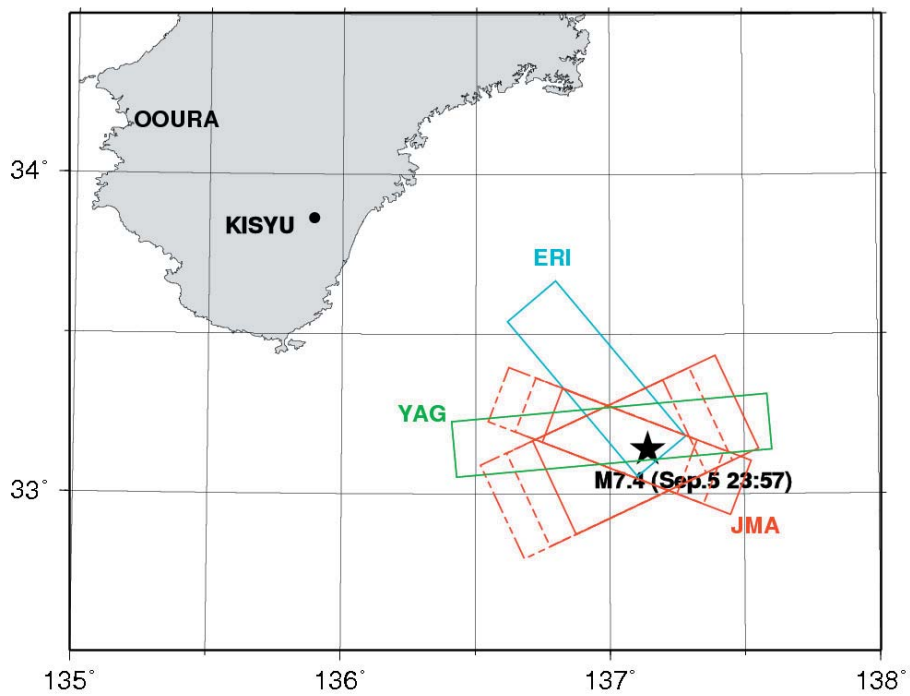 OOURA
34°
KISYU
ERI
YAG
33°
M7.4 (Sep.5 23:57)
JMA
135°
136°
137°
138°